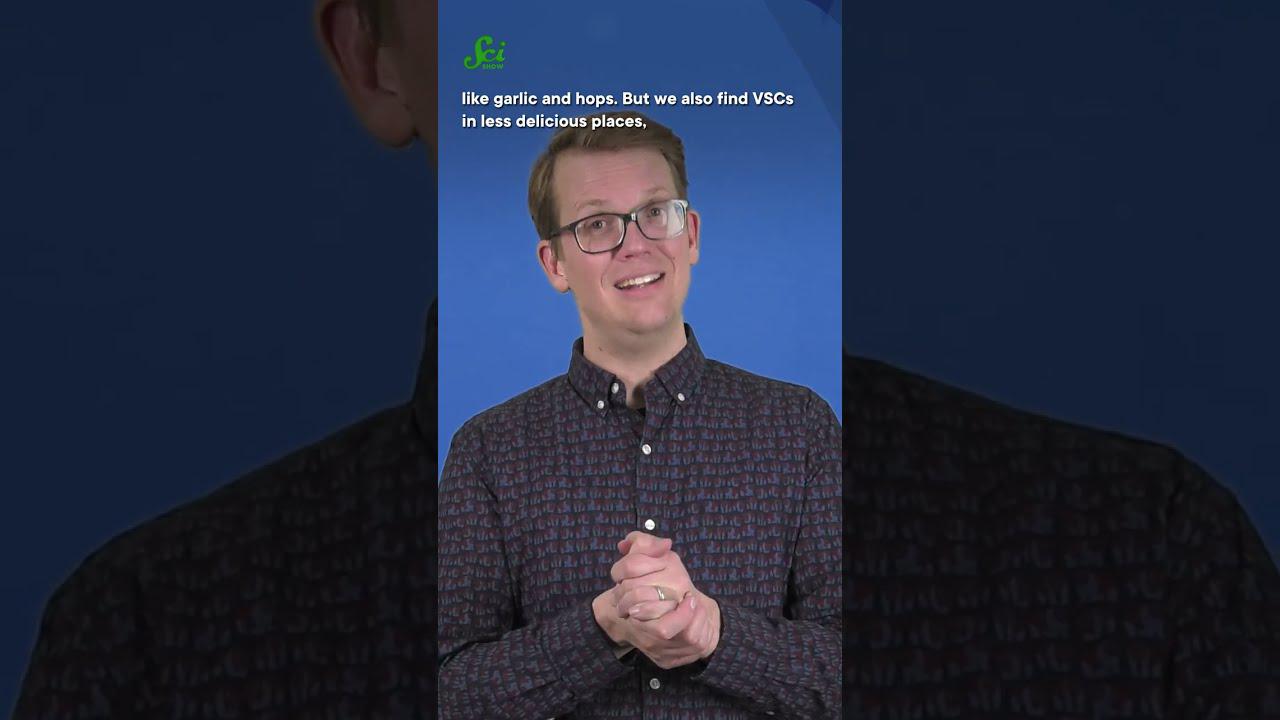 Sci
SHOW
like garlic and hops. But we also find VSCs
in less delicious places,